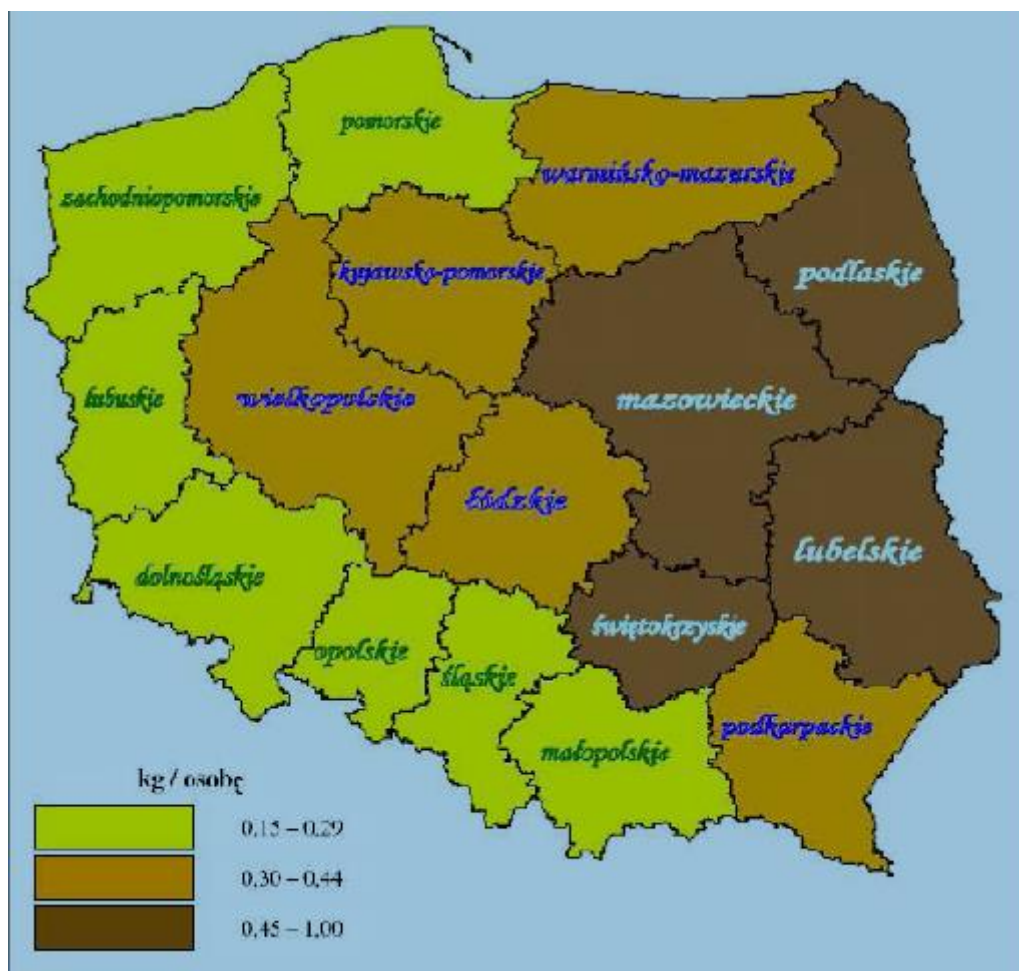 pomorskie
warmińsko-mazurskie
zachodniopomorskie
kujawsko-pomorskie
podlaskie
lubuskie
wielkopolskie
mazowieckie
łódzkie
lubelskie
dolnośląskie
świętokrzyskie
opolskie
śląskie
podkarpackie
małopolskie
kg / osobę
0,15 – 0,29
0,30 – 0,44
0,45 – 1,00